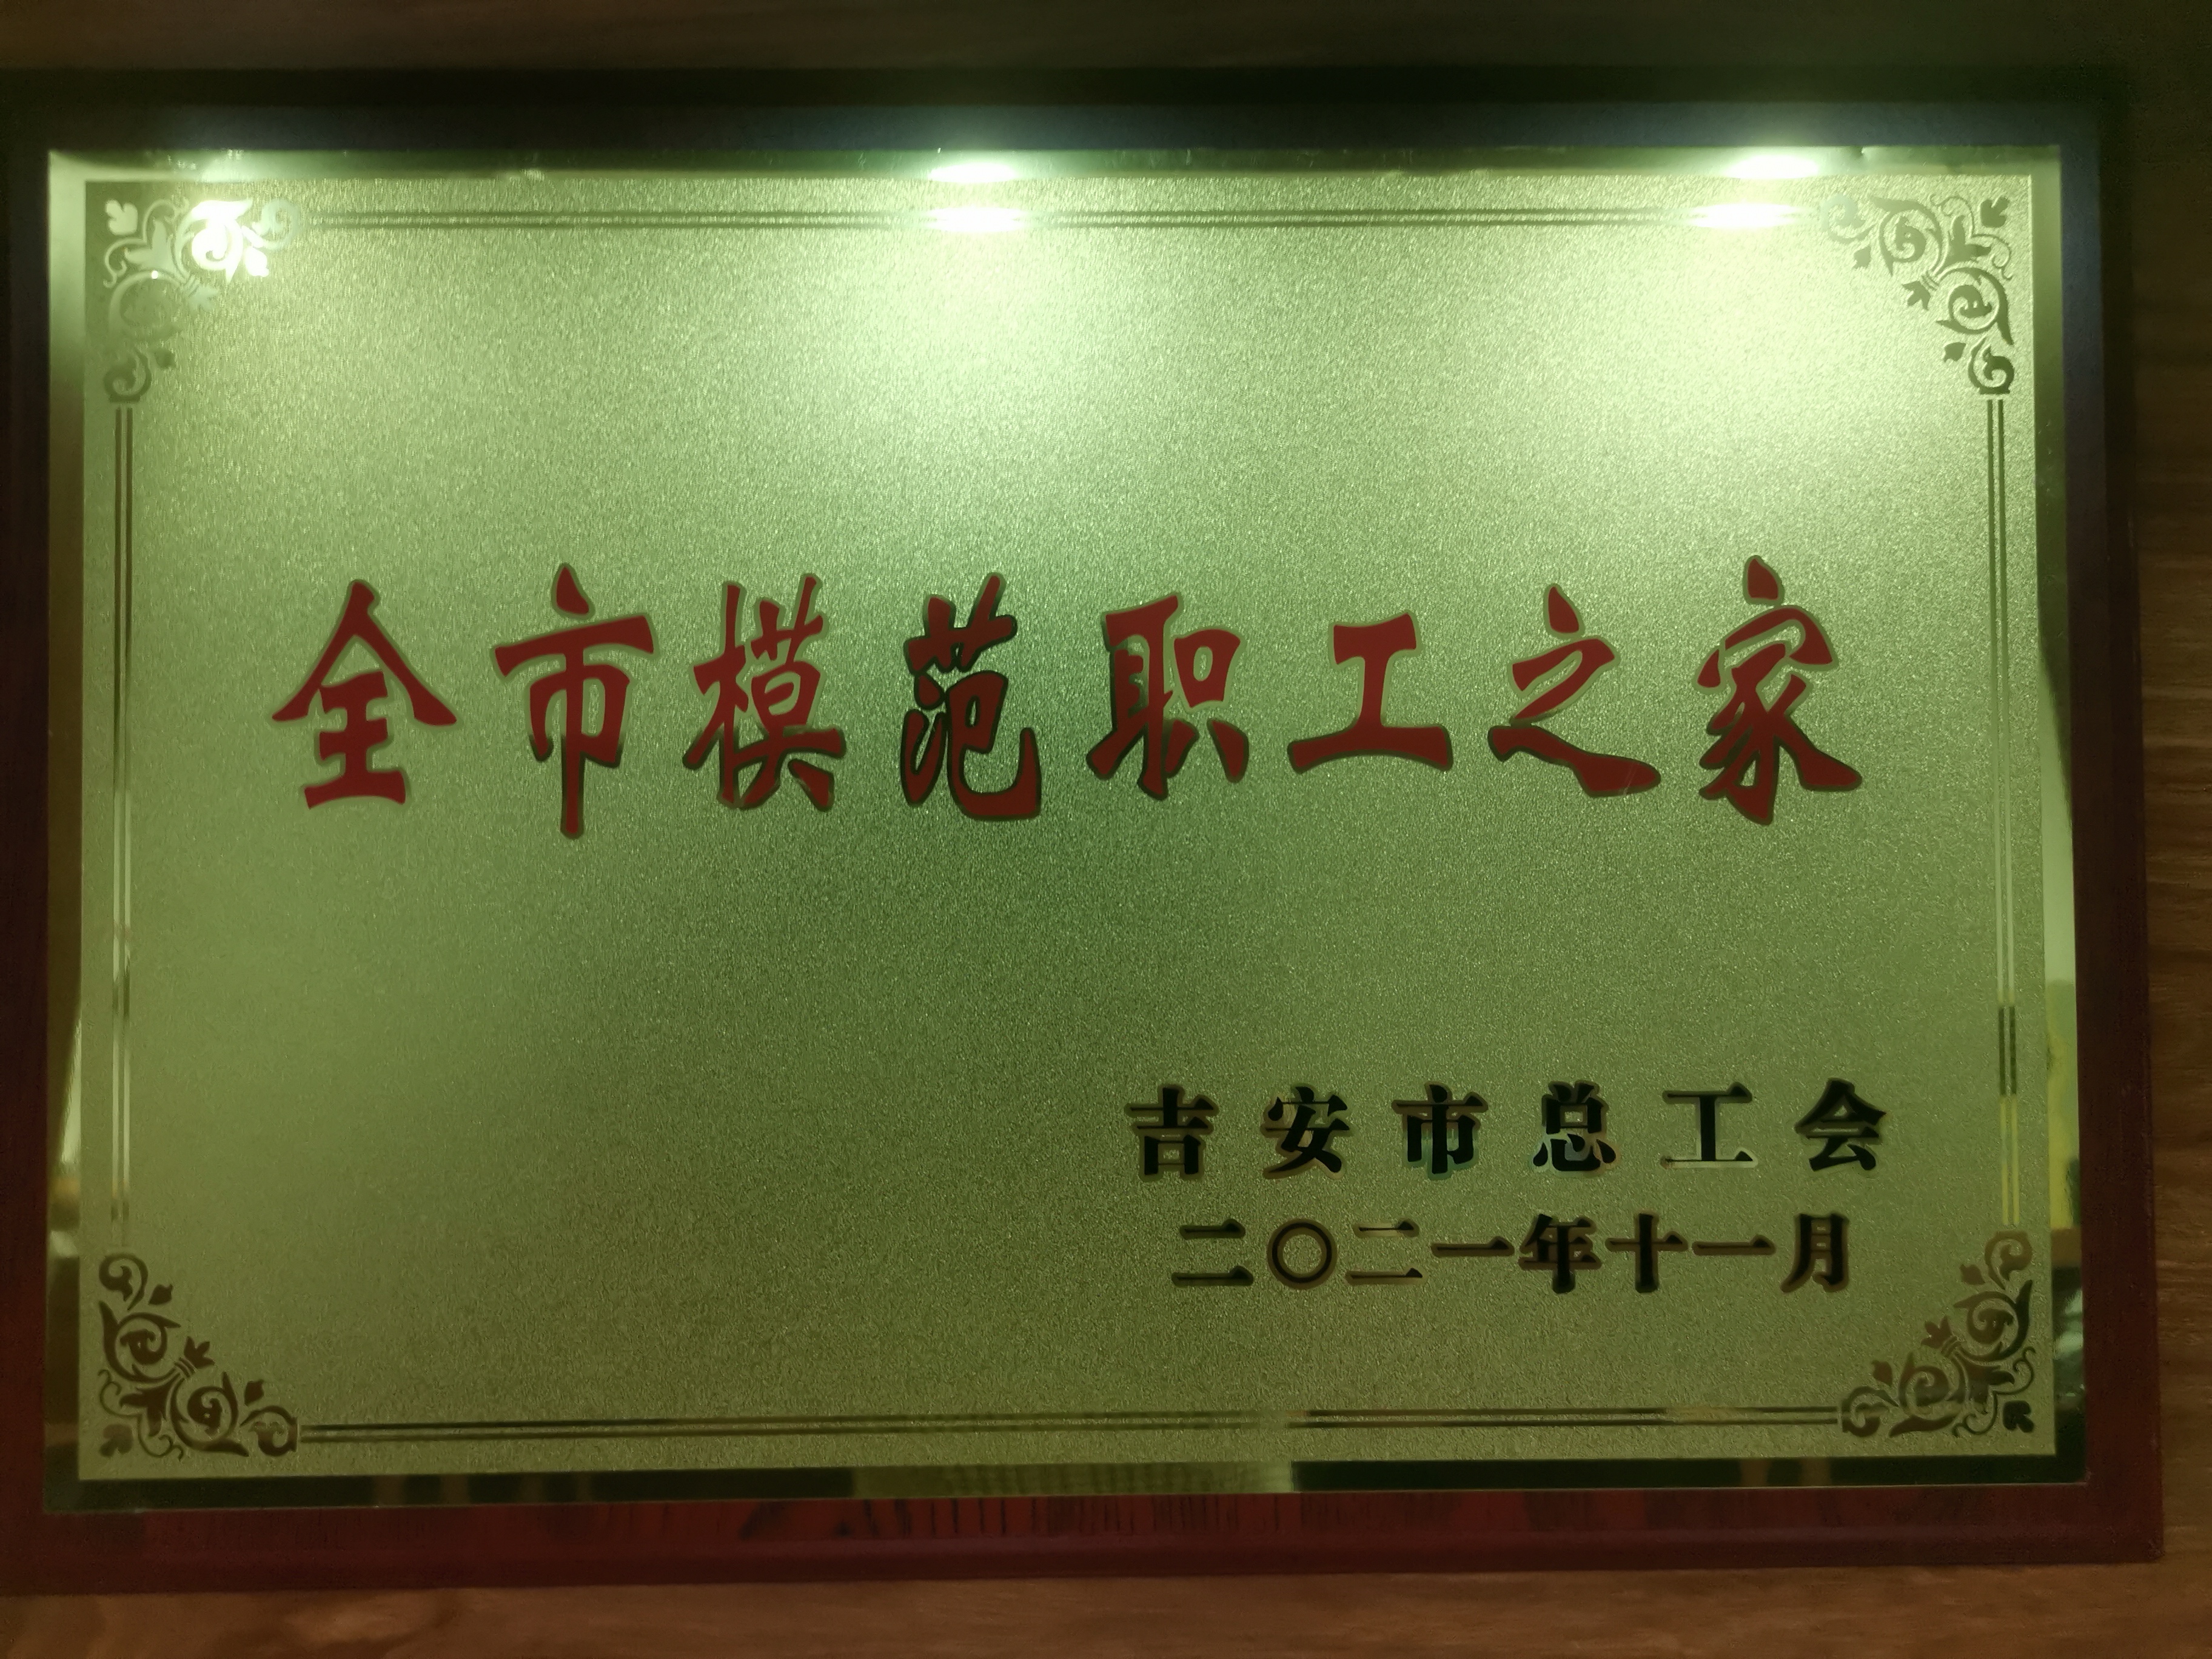 全市模范职工之家
吉安市总工会
二〇二一年十一月